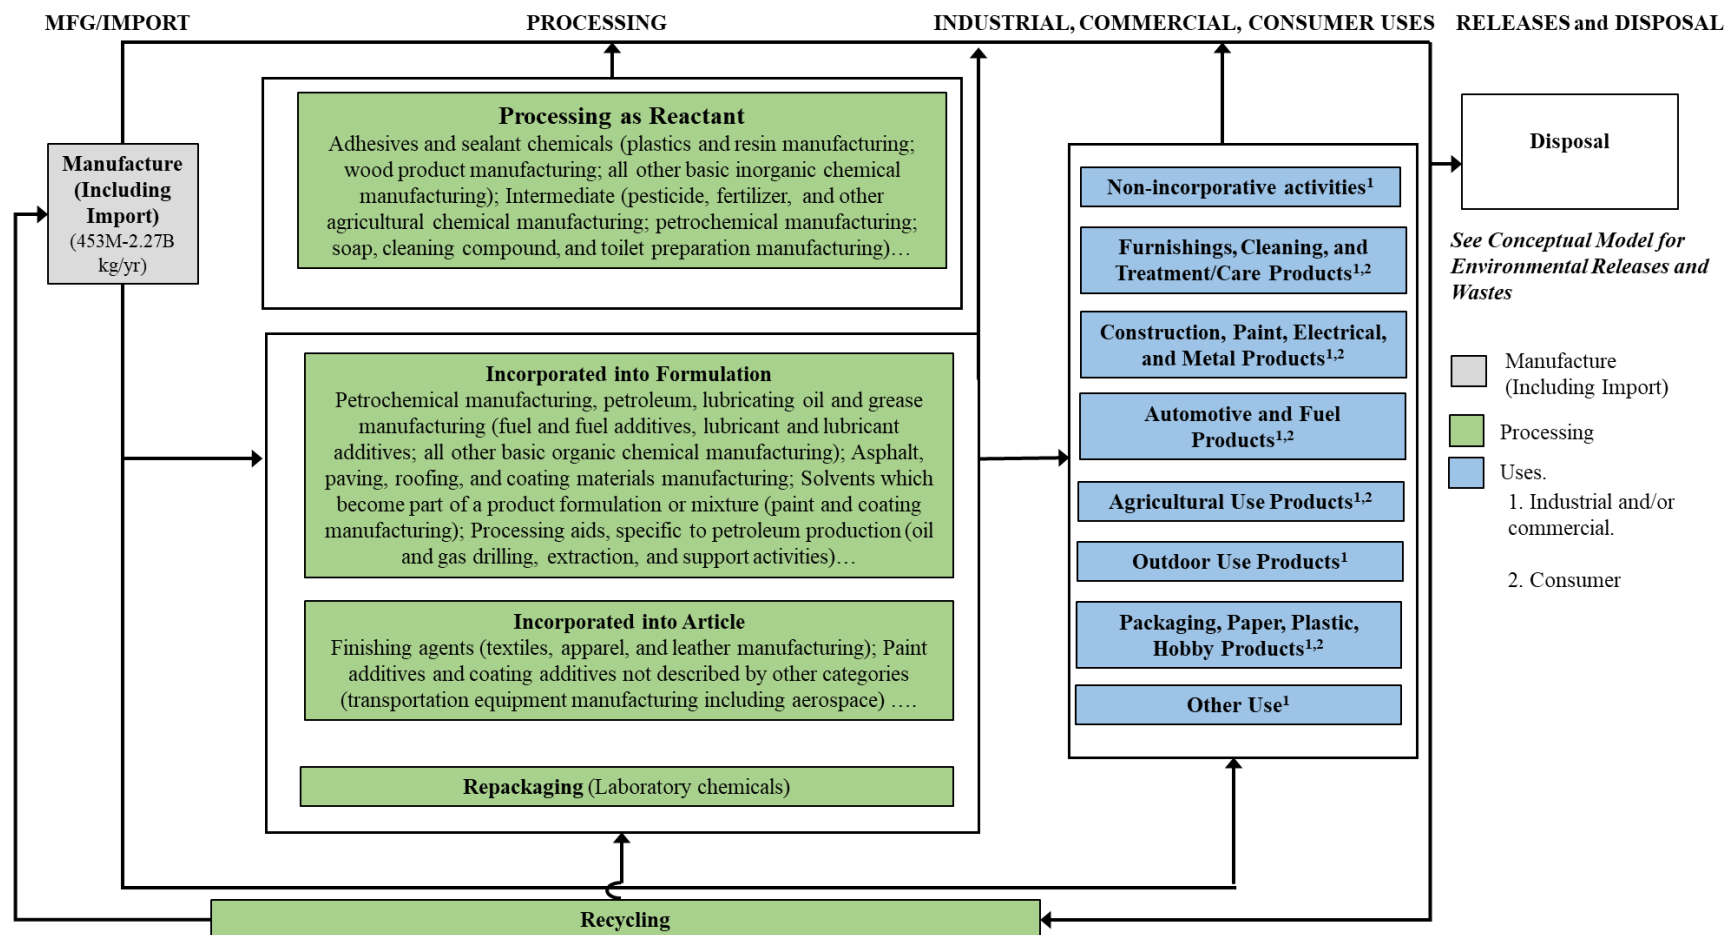 MFG/IMPORT
PROCESSING
INDUSTRIAL, COMMERCIAL, CONSUMER USES
RELEASES and DISPOSAL
Manufacture
(Including
Import)
(453M-2.27B
kg/yr)
Processing as Reactant
Adhesives and sealant chemicals (plastics and resin manufacturing;
wood product manufacturing; all other basic inorganic chemical
manufacturing); Intermediate (pesticide, fertilizer, and other
agricultural chemical manufacturing; petrochemical manufacturing;
soap, cleaning compound, and toilet preparation manufacturing)…
Incorporated into Formulation
Petrochemical manufacturing, petroleum, lubricating oil and grease
manufacturing (fuel and fuel additives, lubricant and lubricant
additives; all other basic organic chemical manufacturing); Asphalt,
paving, roofing, and coating materials manufacturing; Solvents which
become part of a product formulation or mixture (paint and coating
manufacturing); Processing aids, specific to petroleum production (oil
and gas drilling, extraction, and support activities)…
Incorporated into Article
Finishing agents (textiles, apparel, and leather manufacturing); Paint
additives and coating additives not described by other categories
(transportation equipment manufacturing including aerospace) ….
Repackaging (Laboratory chemicals)
Recycling
Non-incorporative activities¹
Furnishings, Cleaning, and
Treatment/Care Products¹,²
Construction, Paint, Electrical,
and Metal Products¹,²
Automotive and Fuel
Products¹,²
Agricultural Use Products¹,²
Outdoor Use Products¹
Packaging, Paper, Plastic,
Hobby Products¹,²
Other Use¹
Disposal
See Conceptual Model for
Environmental Releases and
Wastes
Manufacture
(Including Import)
Processing
Uses.
1. Industrial and/or
commercial.
2. Consumer